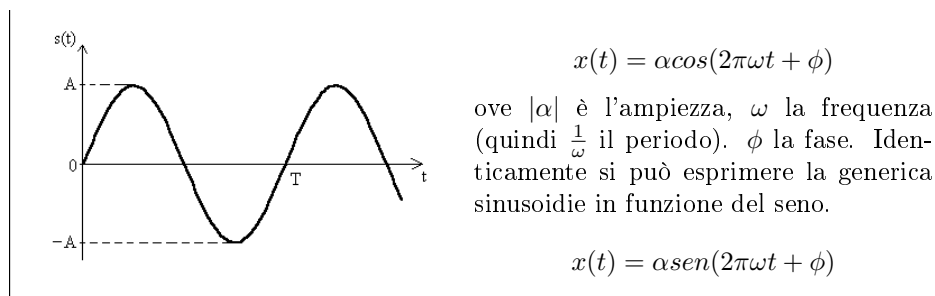 s(t)
A
0
T
t
−A
x(t) = αcos(2πωt + ϕ)
ove |α| è l'ampiezza, ω la frequenza
(quindi 1/ω il periodo). ϕ la fase. Iden-
ticamente si può esprimere la generica
sinusoidie in funzione del seno.
x(t) = αsen(2πωt + ϕ)